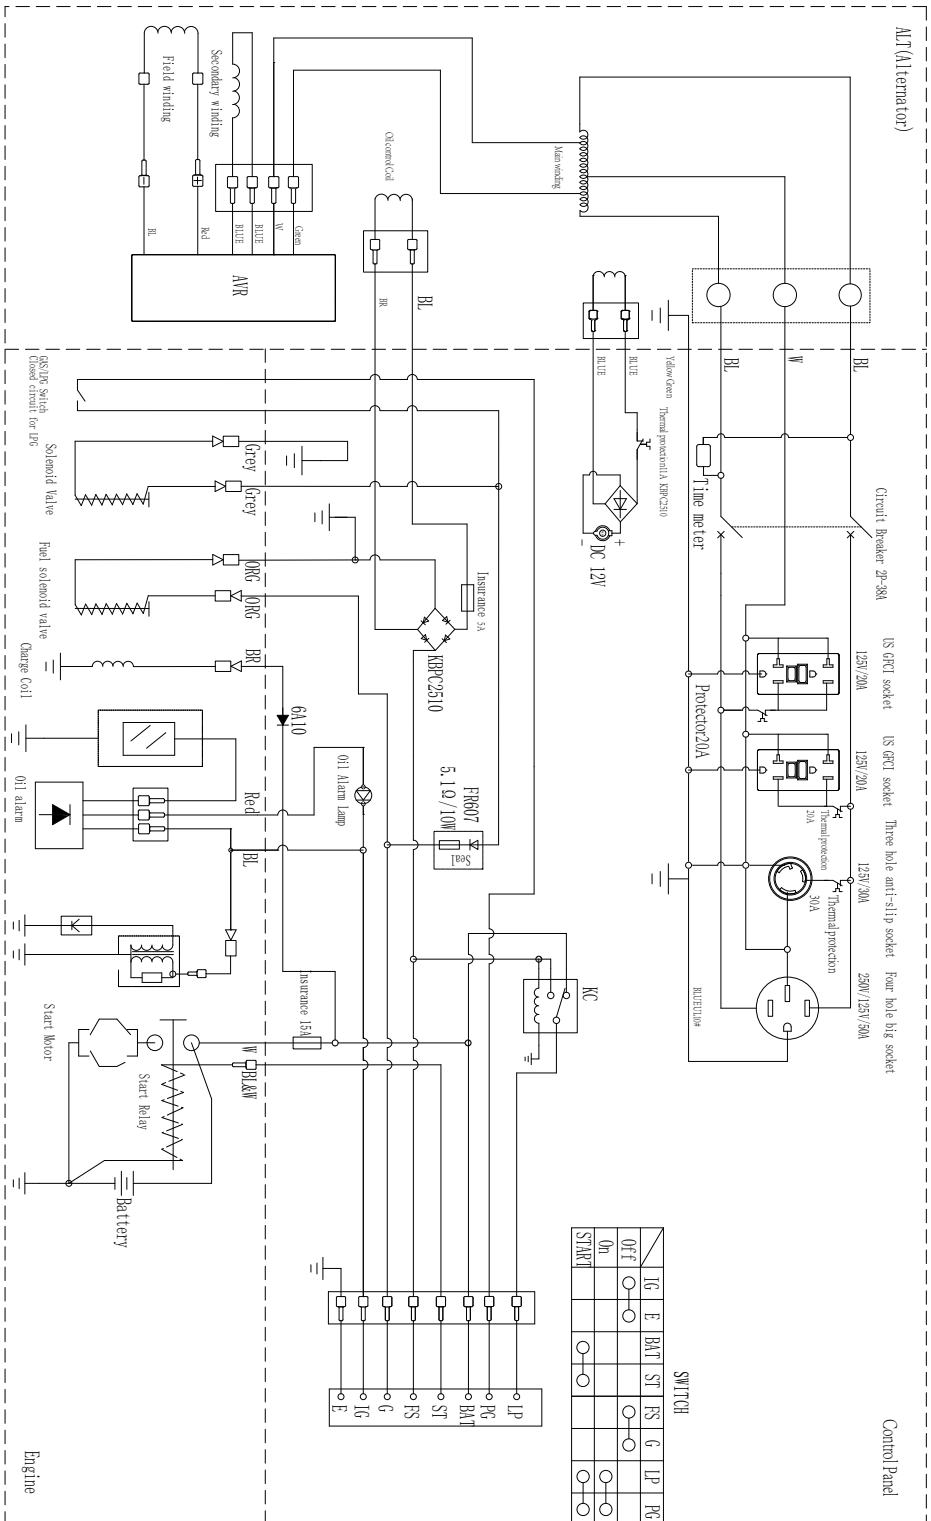 ALT(Alternator)
Field winding
Secondary winding
BL
Red
BLUE
BLUE
W
Green
AVR
Oil control Coil
BR
BL
Main winding
BLUE
BLUE
Yellow Green
Thermal protection11A
KBPC2510
DC 12V
+
-
BL
W
BL
Time meter
Circuit Breaker 2P-38A
US GFCI socket
125V/20A
Protector20A
US GFCI socket
125V/20A
Thermal protection
20A
Three hole anti-slip socket
125V/30A
Thermal protection
30A
Four hole big socket
250V/125V/50A
BLUEUL10#
GAS/LPG Switch
Closed circuit for LPG
Solenoid Valve
Grey
Grey
Fuel solenoid valve
ORG
ORG
Insurance 5A
KBPC2510
Charge Coil
BR
6A10
Oil alarm
Red
BL
Oil Alarm Lamp
FR607
5.1Ω/10W
Seal
KC
Insurance 15A
W
BL&W
Start Motor
Start Relay
Battery
E
IG
G
FS
ST
BAT
PG
LP
SWITCH
IG E BAT ST FS G LP PG
Off
On
START
Control Panel
Engine